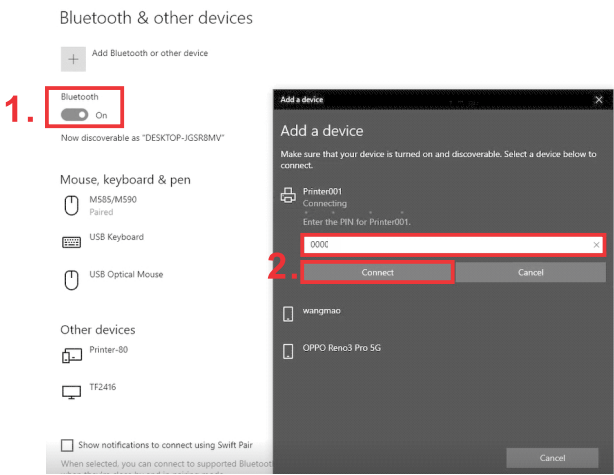 Bluetooth & other devices
Add Bluetooth or other device
1.
Bluetooth
On
Now discoverable as "DESKTOP-JGSR8MV"
Mouse, keyboard & pen
M585/M590
Paired
USB Keyboard
USB Optical Mouse
Other devices
Printer-80
TF2416
Show notifications to connect using Swift Pair
When selected, you can connect to supported Bluetoot
Add a device
Add a device
Make sure that your device is turned on and discoverable. Select a device below to
connect.
Printer001
Connecting
Enter the PIN for Printer001.
0000
2.
Connect
Cancel
wangmao
OPPO Reno3 Pro 5G
Cancel